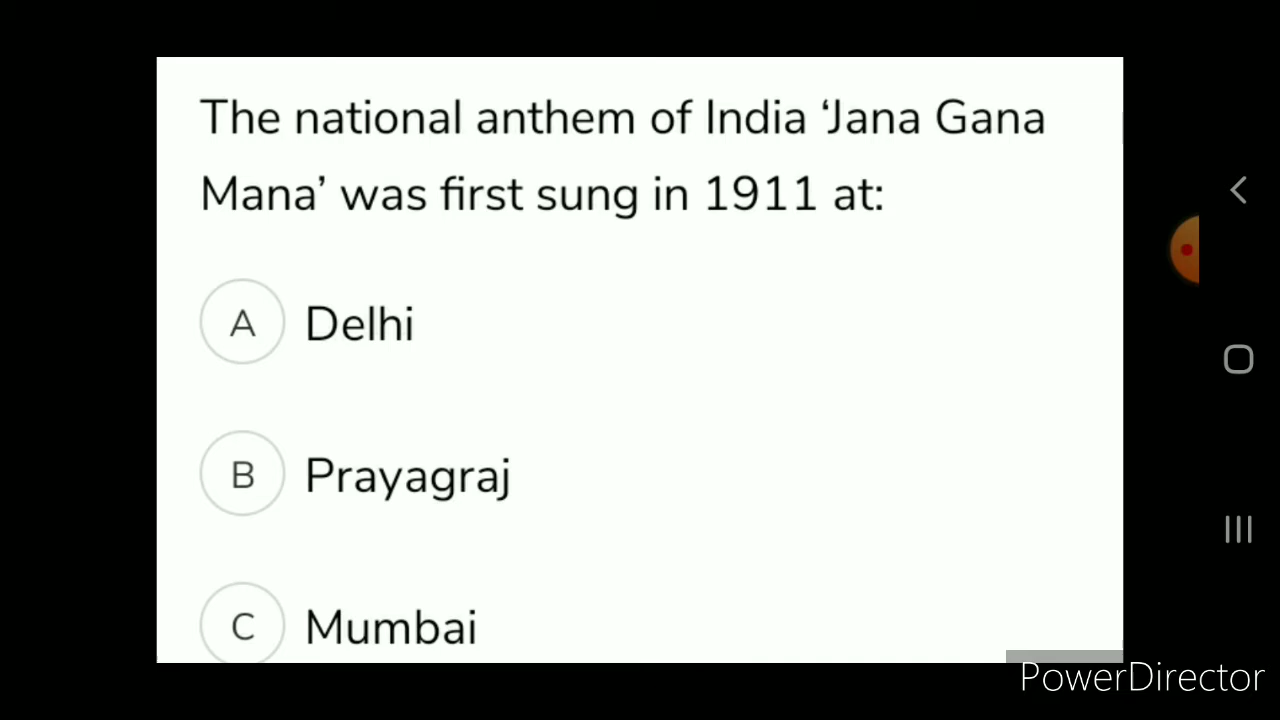 The national anthem of India ‘Jana Gana
Mana’ was first sung in 1911 at:
A Delhi
B Prayagraj
C Mumbai
PowerDirector